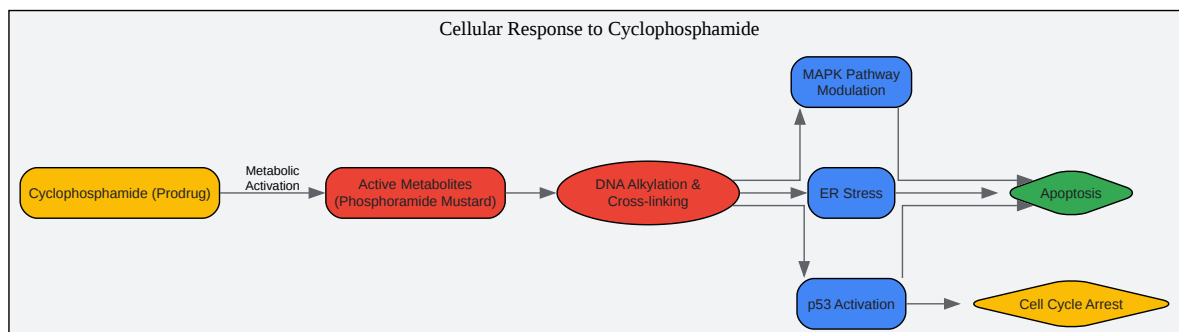 Cellular Response to Cyclophosphamide
MAPK Pathway
Modulation
Metabolic
Activation
Cyclophosphamide (Prodrug)
Active Metabolites
(Phosphoramide Mustard)
DNA Alkylation &
Cross-linking
ER Stress
Apoptosis
p53 Activation
Cell Cycle Arrest